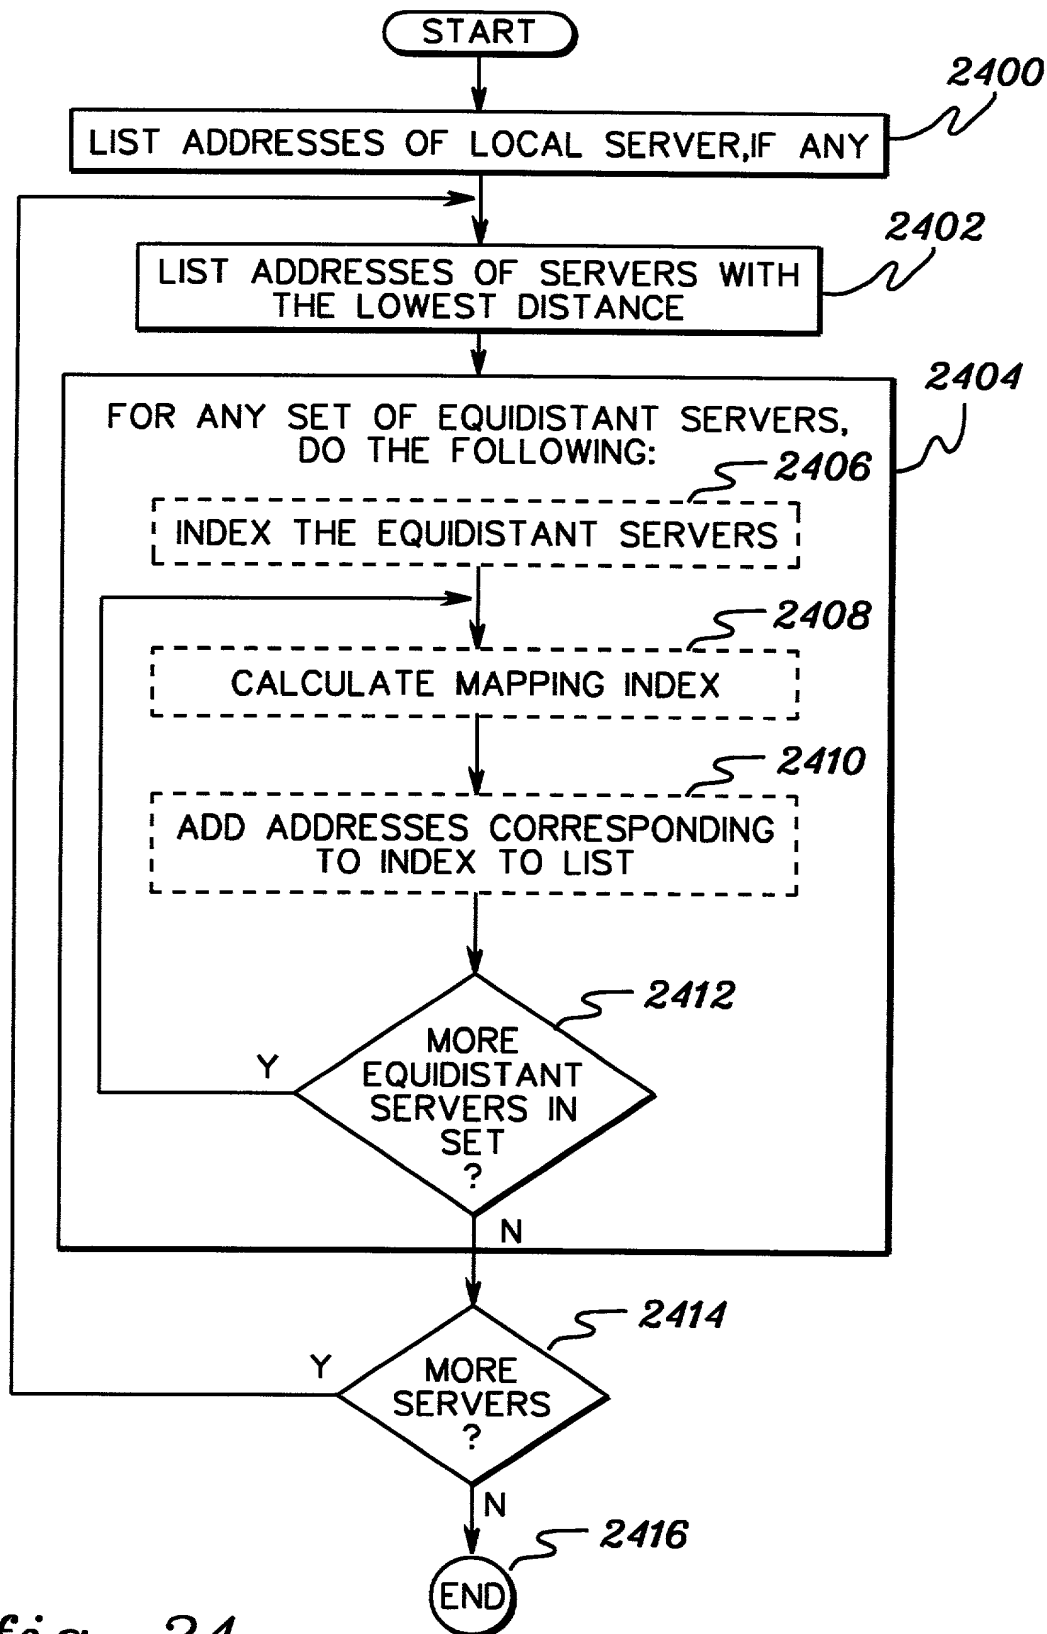 START
2400
LIST ADDRESSES OF LOCAL SERVER,IF ANY
2402
LIST ADDRESSES OF SERVERS WITH
THE LOWEST DISTANCE
2404
FOR ANY SET OF EQUIDISTANT SERVERS,
DO THE FOLLOWING:
2406
INDEX THE EQUIDISTANT SERVERS
2408
CALCULATE MAPPING INDEX
2410
ADD ADDRESSES CORRESPONDING
TO INDEX TO LIST
2412
MORE
EQUIDISTANT
SERVERS IN
SET
?
Y
N
2414
MORE
SERVERS
?
Y
N
2416
END
fig. 24